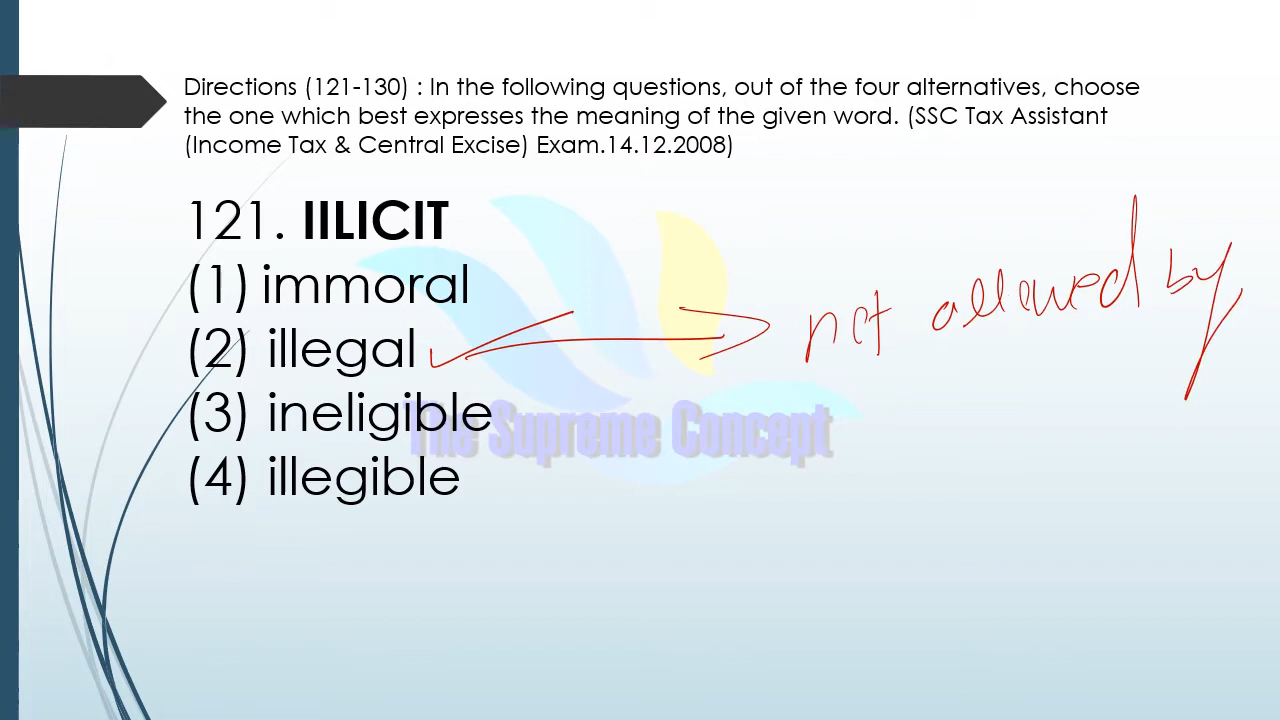 Directions (121-130) : In the following questions, out of the four alternatives, choose
the one which best expresses the meaning of the given word. (SSC Tax Assistant
(Income Tax & Central Excise) Exam.14.12.2008)
121. IILICIT
(1) immoral
(2) illegal
not allowed by
(3) ineligible
The Supreme Concept
(4) illegible